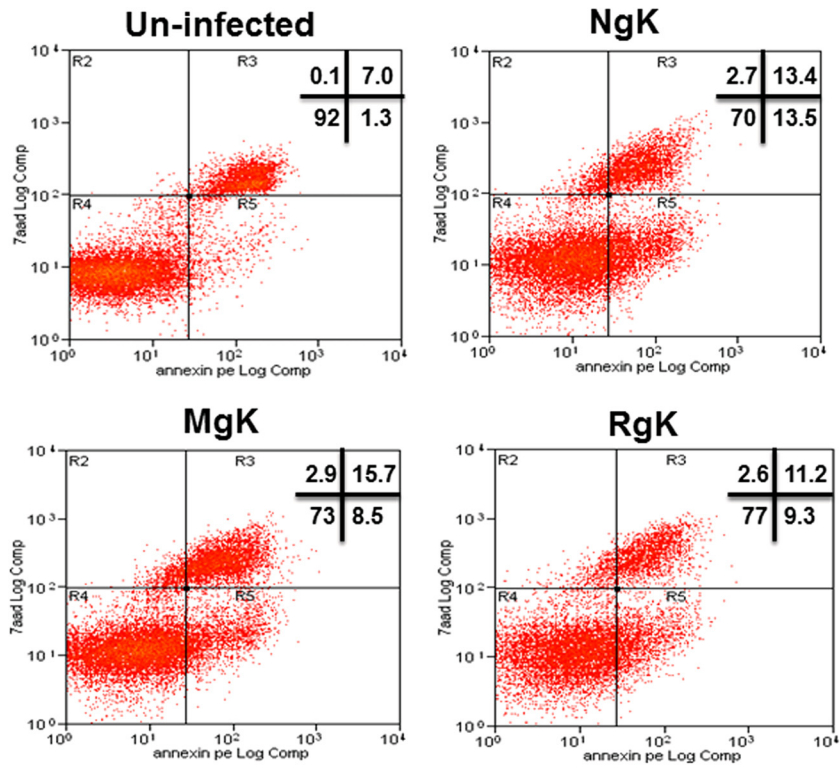 Un-infected
10⁴
R2
R3
0.1 7.0
92 1.3
10³
7aad Log Comp
10²
R4
R5
10¹
10⁰
10⁰ 10¹ 10² 10³ 10⁴
annexin pe Log Comp
NgK
10⁴
R2
R3
2.7 13.4
70 13.5
10³
7aad Log Comp
10²
R4
R5
10¹
10⁰
10⁰ 10¹ 10² 10³ 10⁴
annexin pe Log Comp
MgK
10⁴
R2
R3
2.9 15.7
73 8.5
10³
7aad Log Comp
10²
R4
R5
10¹
10⁰
10⁰ 10¹ 10² 10³ 10⁴
annexin pe Log Comp
RgK
10⁴
R2
R3
2.6 11.2
77 9.3
10³
7aad Log Comp
10²
R4
R5
10¹
10⁰
10⁰ 10¹ 10² 10³ 10⁴
annexin pe Log Comp